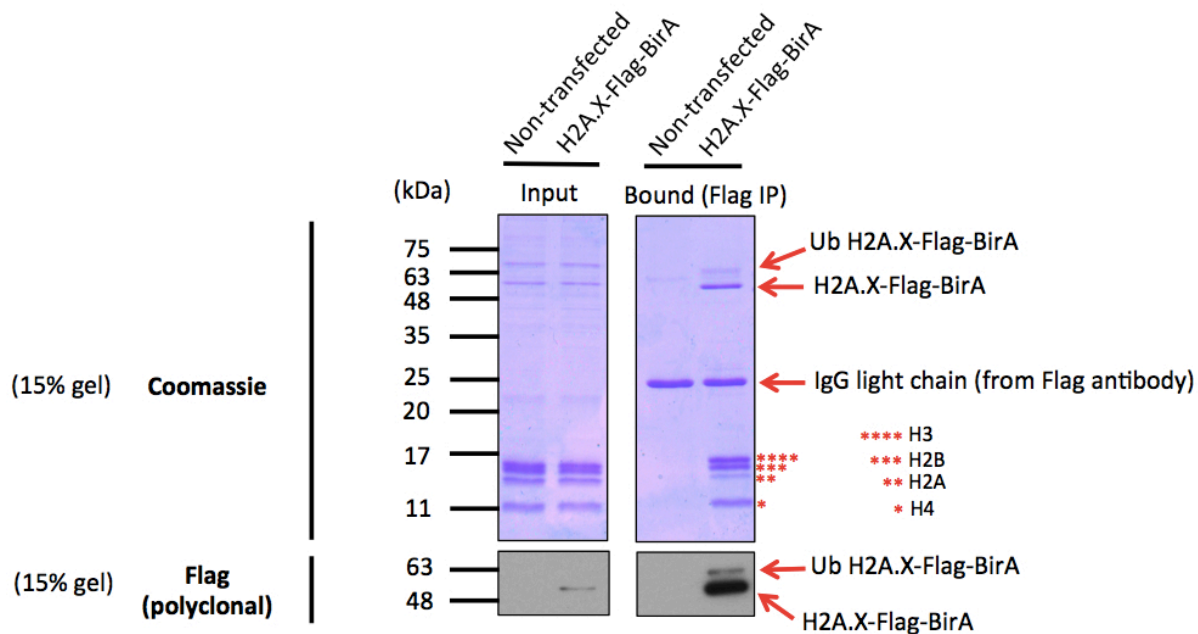 Non-transfected
H2A.X-Flag-BirA
Non-transfected
H2A.X-Flag-BirA
(kDa)
Input
Bound (Flag IP)
75
63
48
35
25
20
17
11
(15% gel)
Coomassie
Ub H2A.X-Flag-BirA
H2A.X-Flag-BirA
IgG light chain (from Flag antibody)
****
***
**
*
**** H3
*** H2B
** H2A
* H4
(15% gel)
Flag
(polyclonal)
63
48
Ub H2A.X-Flag-BirA
H2A.X-Flag-BirA